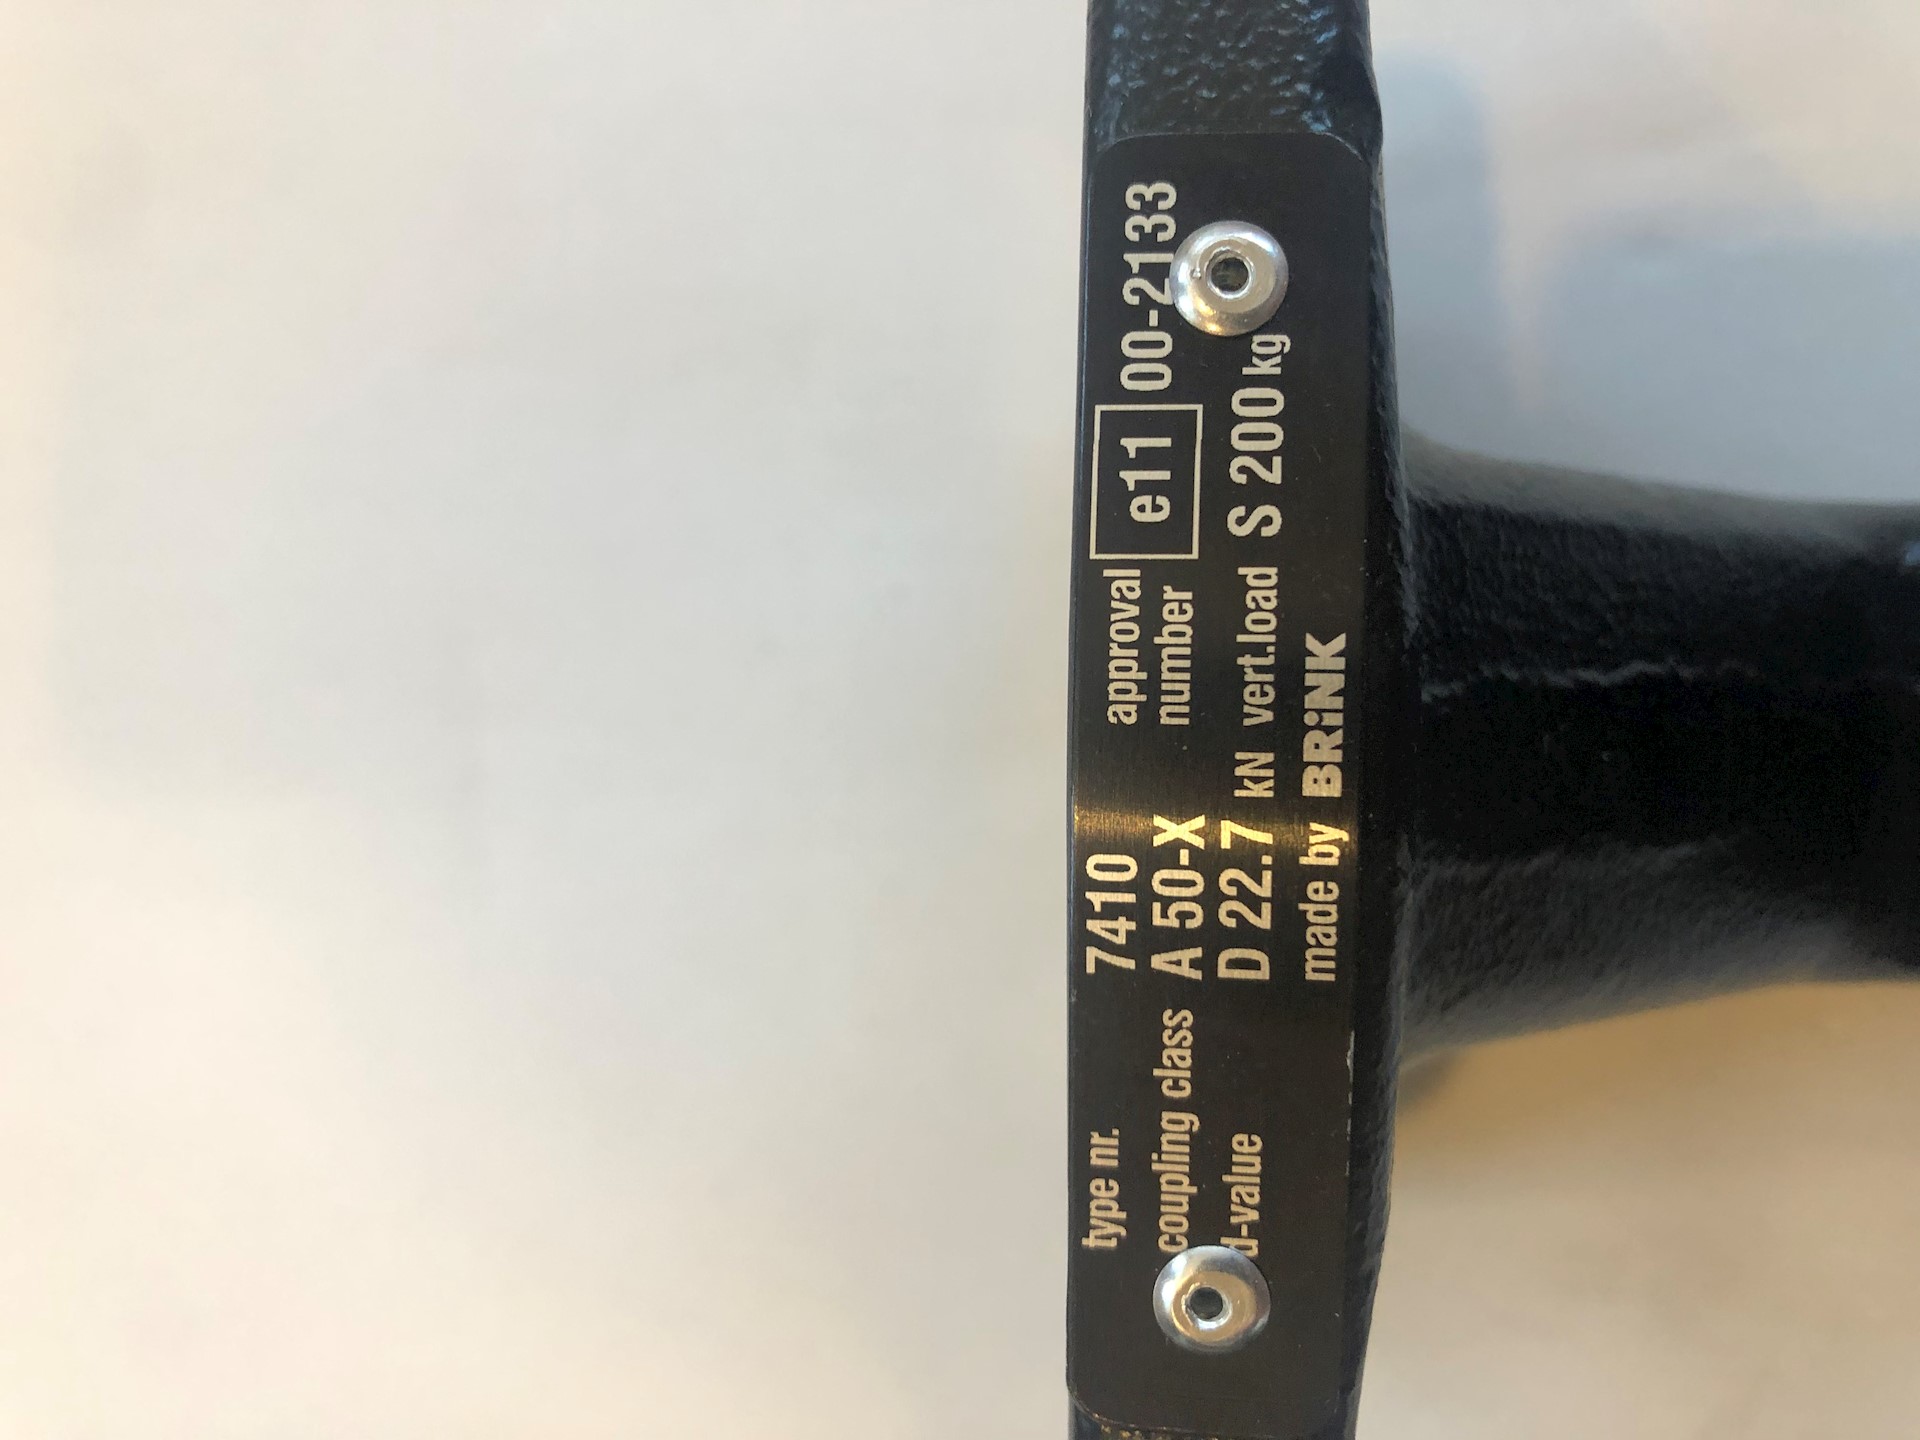 type nr. 7410 approval number e11 00-2133
coupling class A 50-X
d-value D 22.7 kN vert.load S 200 kg
made by BRiNK